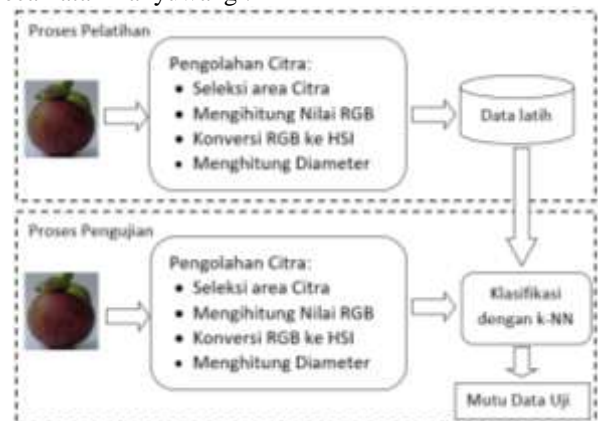 Proses Pelatihan
Pengolahan Citra:
• Seleksi area Citra
• Mengihitung Nilai RGB
• Konversi RGB ke HSI
• Menghitung Diameter
Data latih
Proses Pengujian
Pengolahan Citra:
• Seleksi area Citra
• Mengihitung Nilai RGB
• Konversi RGB ke HSI
• Menghitung Diameter
Klasifikasi
dengan k-NN
Mutu Data Uji